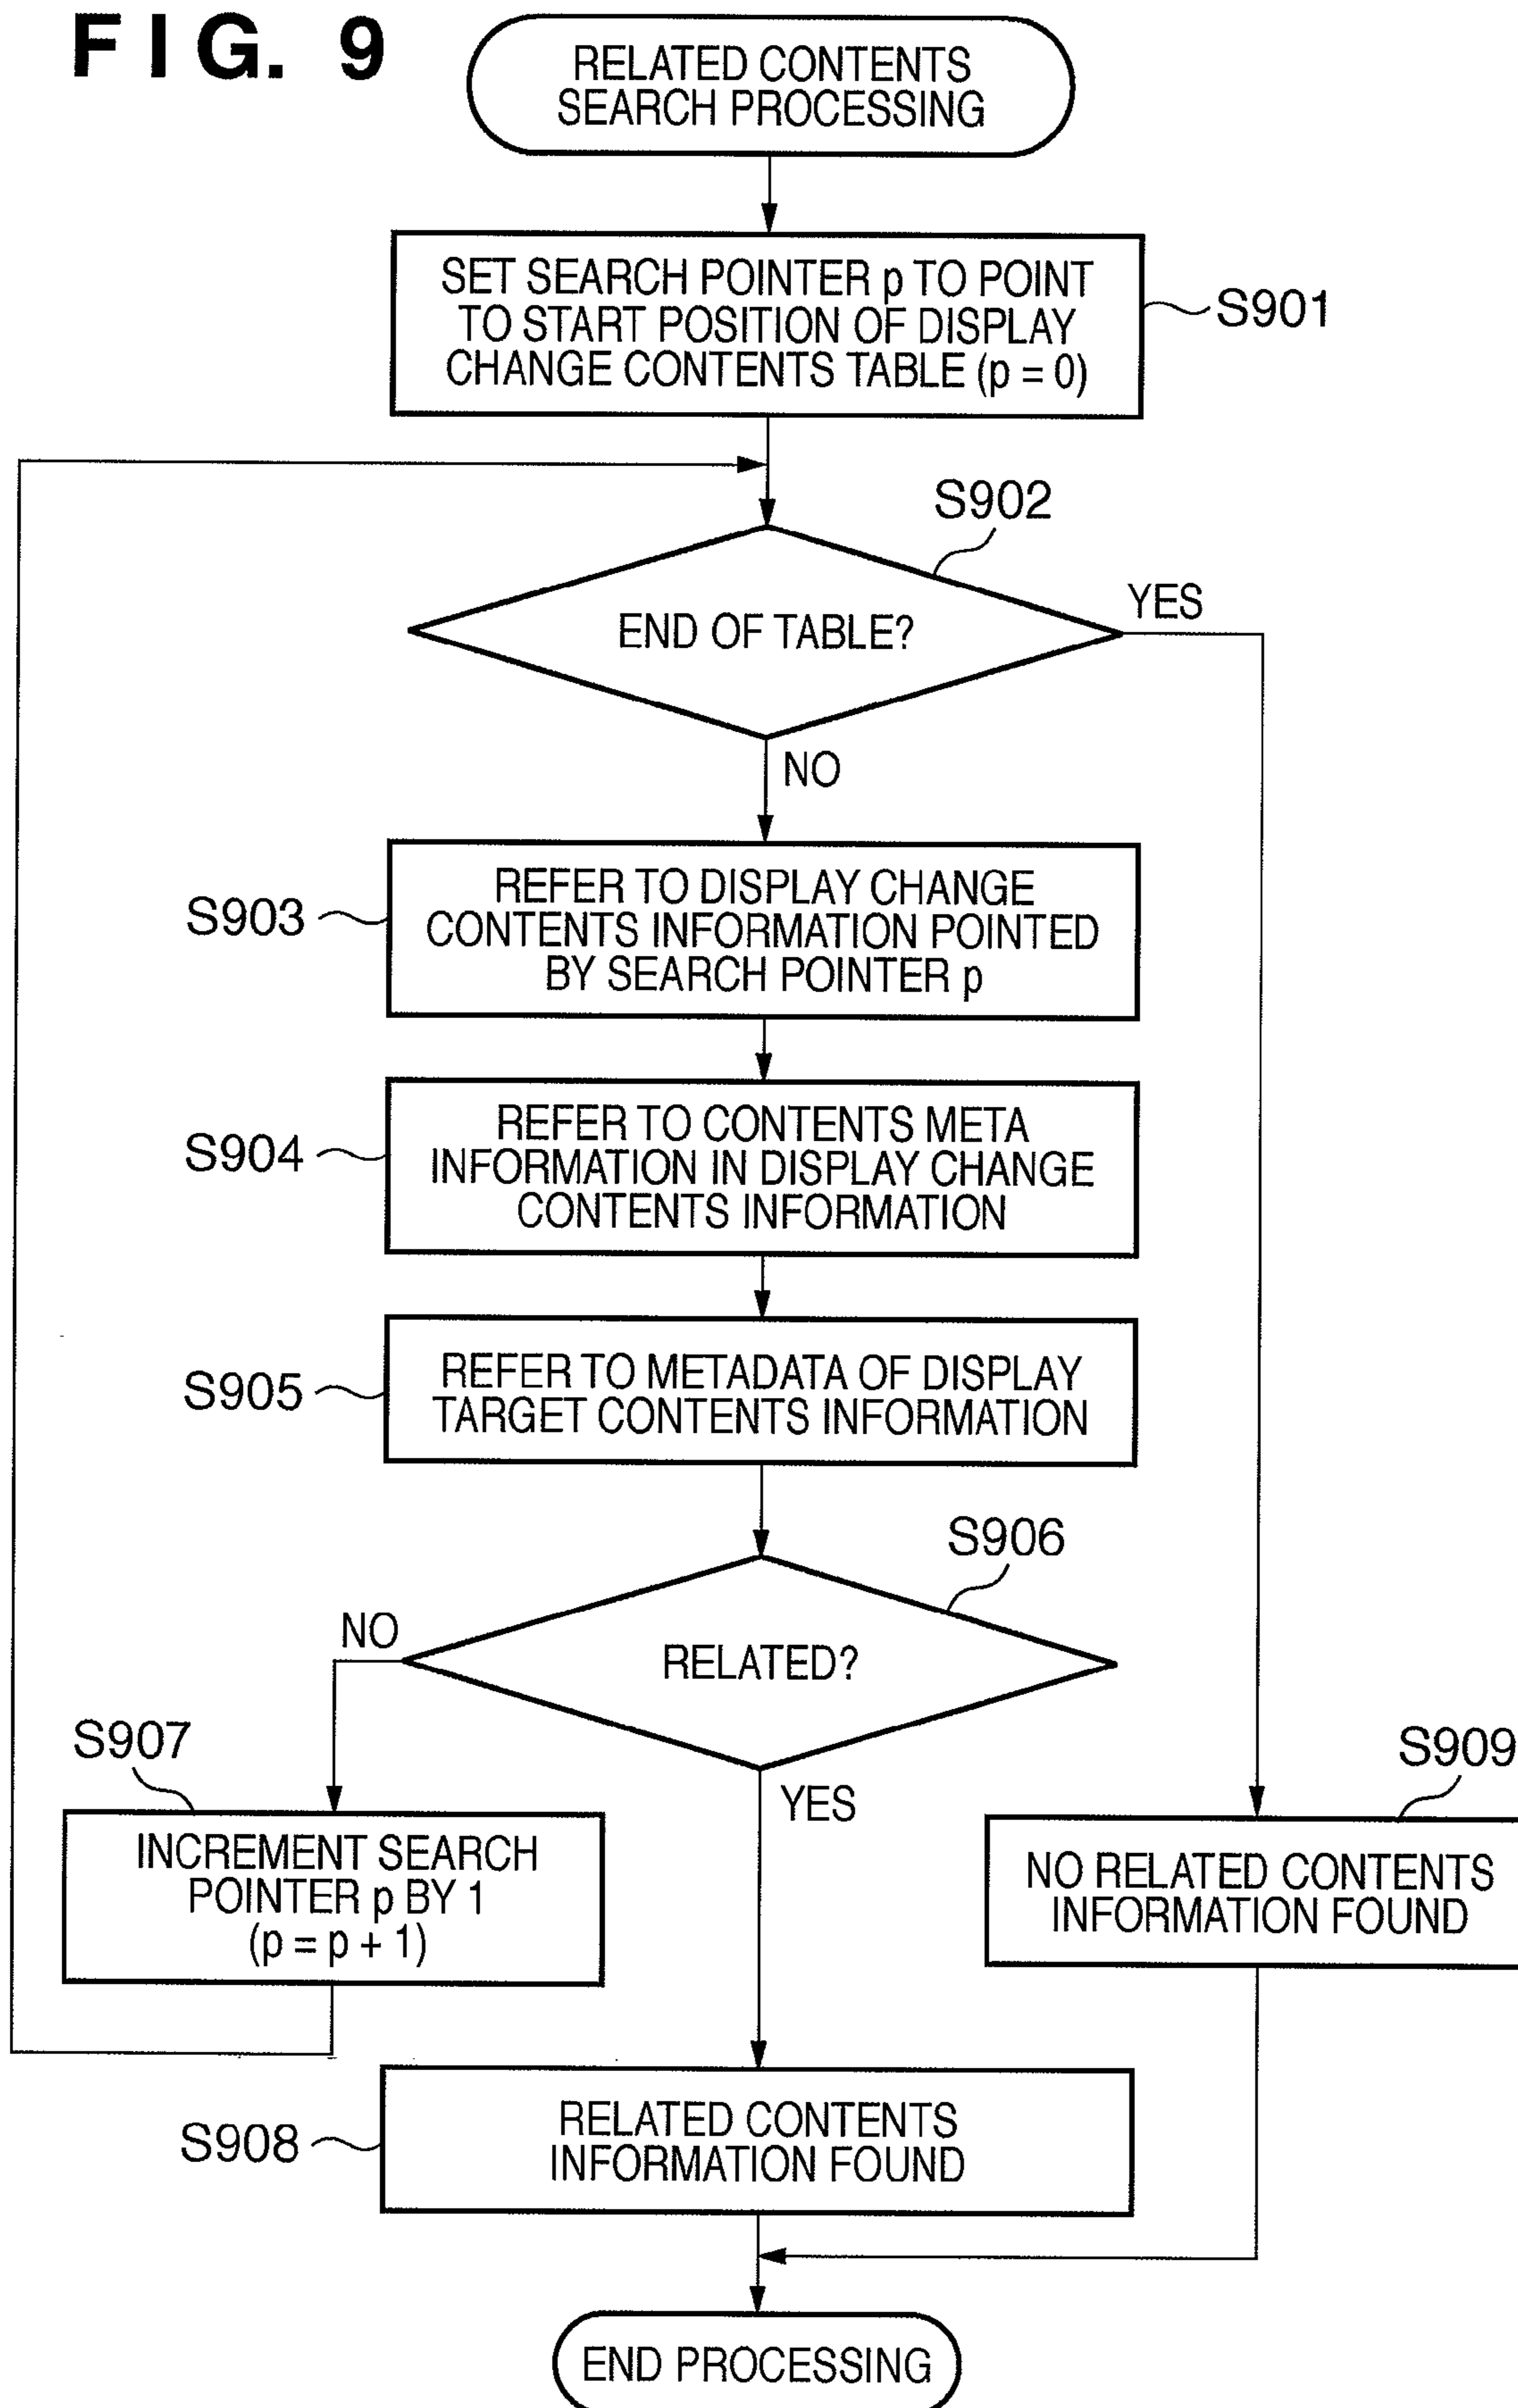 FIG. 9
RELATED CONTENTS
SEARCH PROCESSING
SET SEARCH POINTER p TO POINT
TO START POSITION OF DISPLAY
CHANGE CONTENTS TABLE (p = 0)
S901
S902
END OF TABLE?
YES
NO
S903
REFER TO DISPLAY CHANGE
CONTENTS INFORMATION POINTED
BY SEARCH POINTER p
S904
REFER TO CONTENTS META
INFORMATION IN DISPLAY CHANGE
CONTENTS INFORMATION
S905
REFER TO METADATA OF DISPLAY
TARGET CONTENTS INFORMATION
S906
RELATED?
NO
YES
S907
INCREMENT SEARCH
POINTER p BY 1
(p = p + 1)
S909
NO RELATED CONTENTS
INFORMATION FOUND
S908
RELATED CONTENTS
INFORMATION FOUND
END PROCESSING